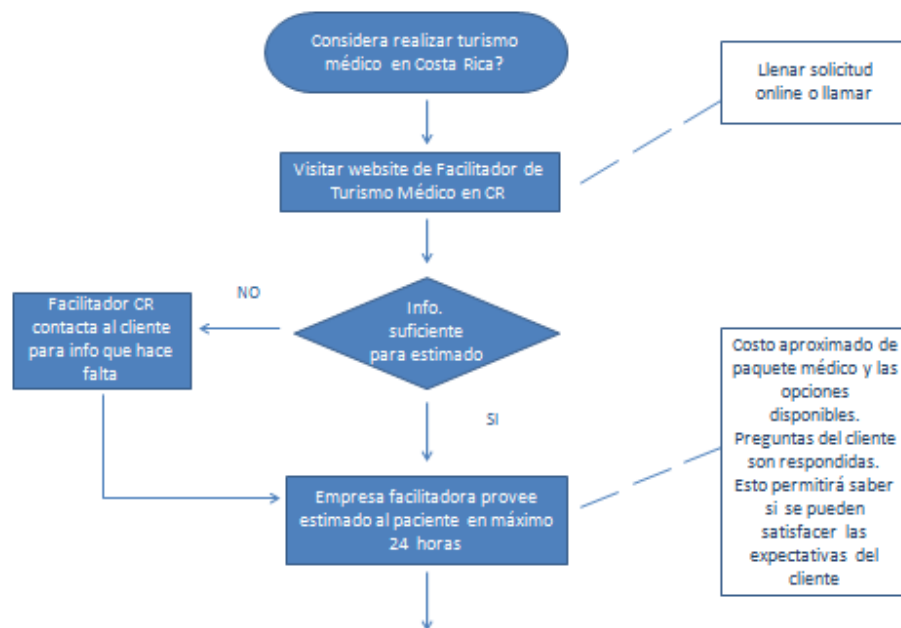 Considera realizar turismo
médico en Costa Rica?
Llenar solicitud
online o llamar
Visitar website de Facilitador de
Turismo Médico en CR
NO
Facilitador CR
contacta al cliente
para info que hace
falta
Info.
suficiente
para estimado
SI
Costo aproximado de
paquete médico y las
opciones
disponibles.
Preguntas del cliente
son respondidas.
Esto permitirá saber
si se pueden
satisfacer las
expectativas del
cliente
Empresa facilitadora provee
estimado al paciente en máximo
24 horas